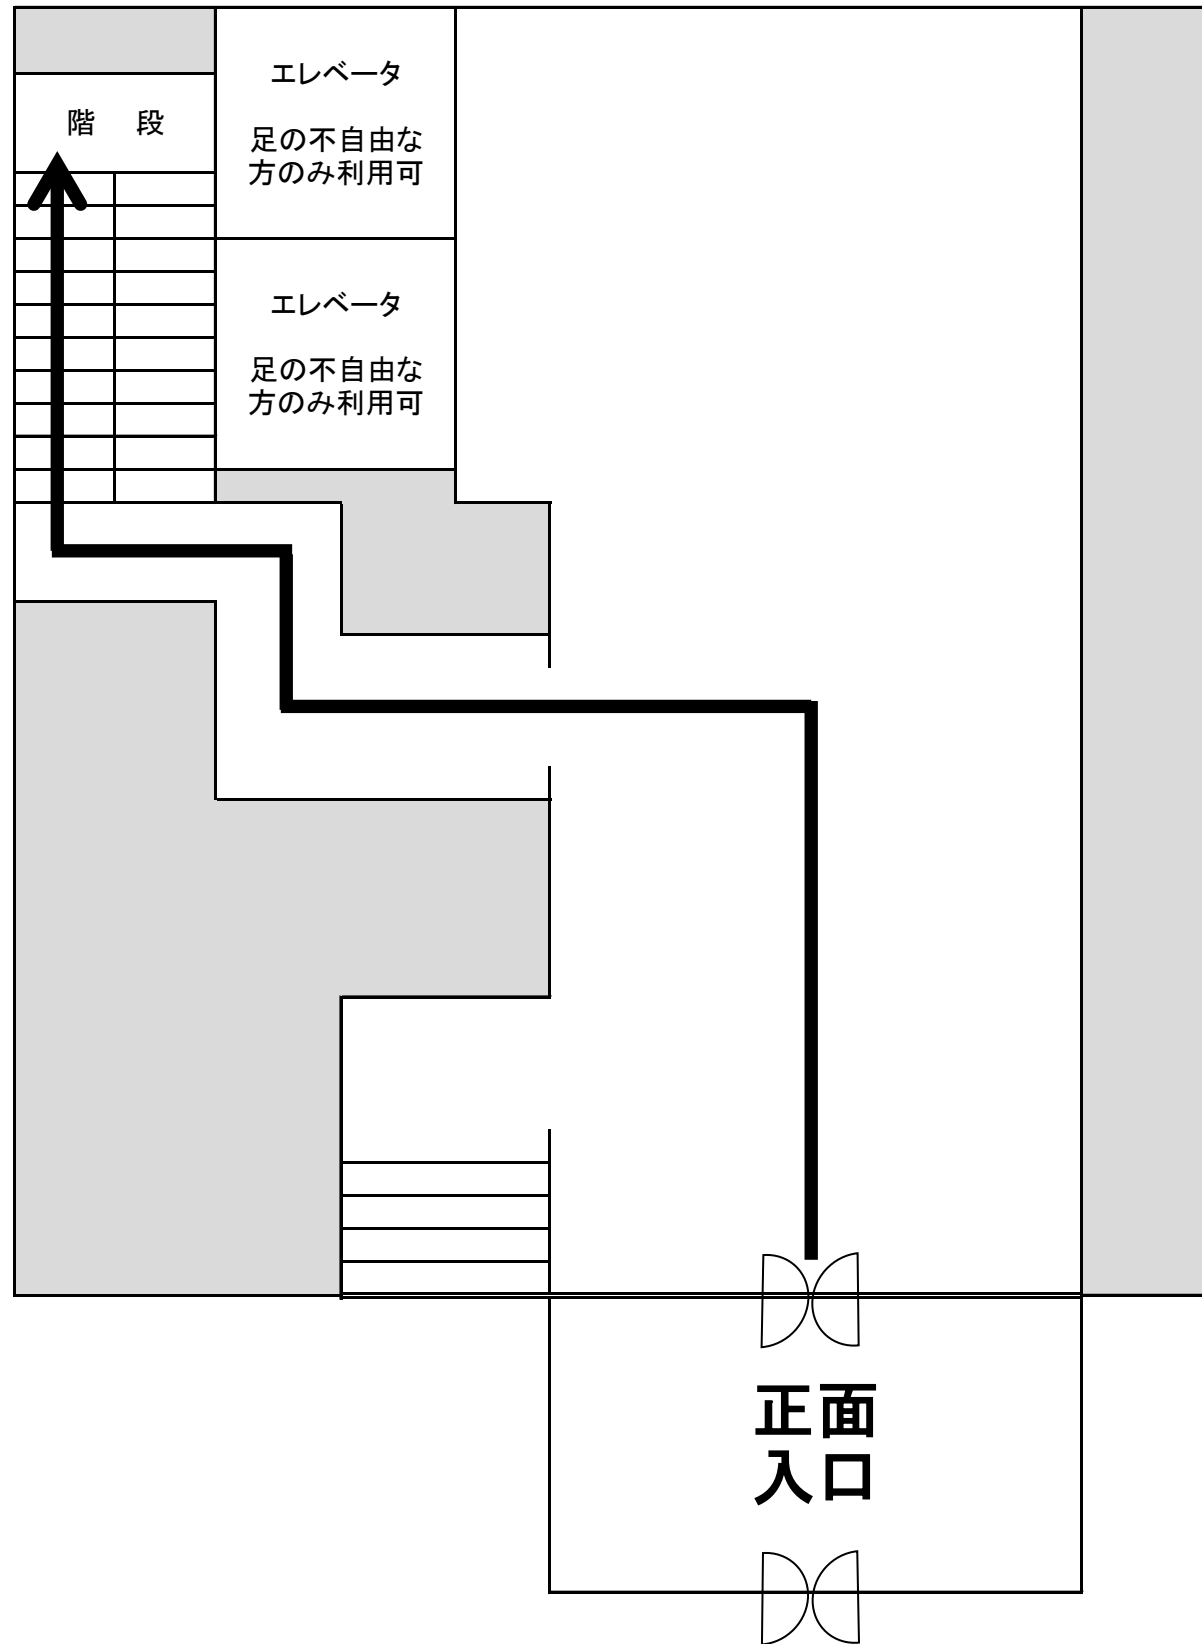 エレベータ
足の不自由な
方のみ利用可
階　段
エレベータ
足の不自由な
方のみ利用可
正面
入口